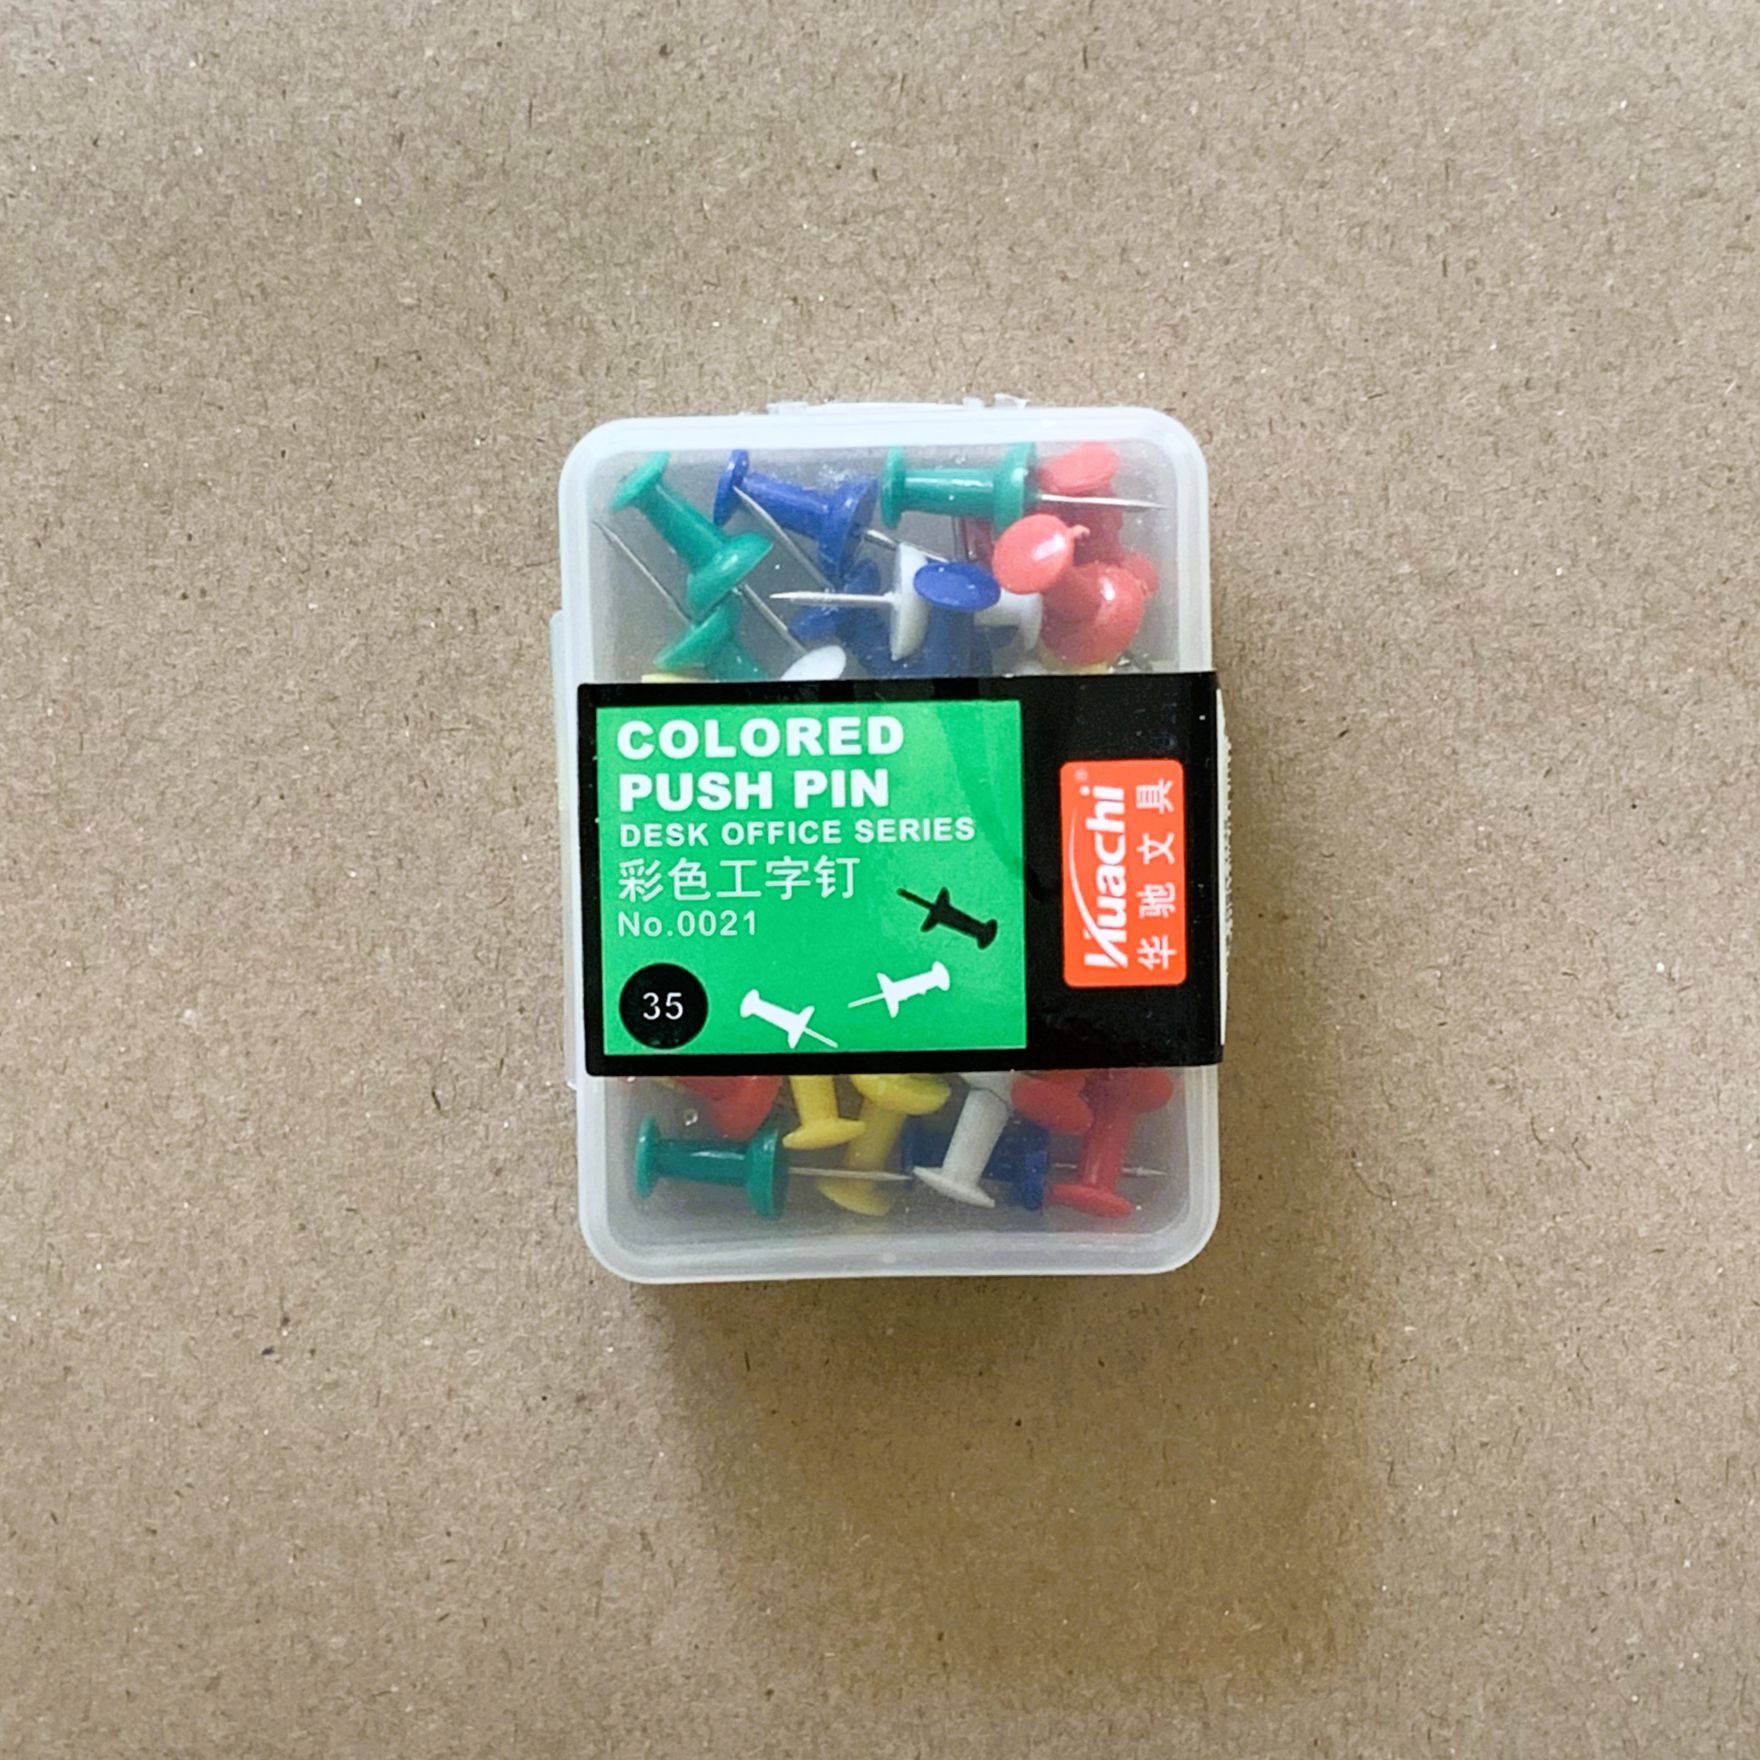 COLORED
PUSH PIN
DESK OFFICE SERIES
彩色工字钉
No.0021
35
Huachi®
华驰文具